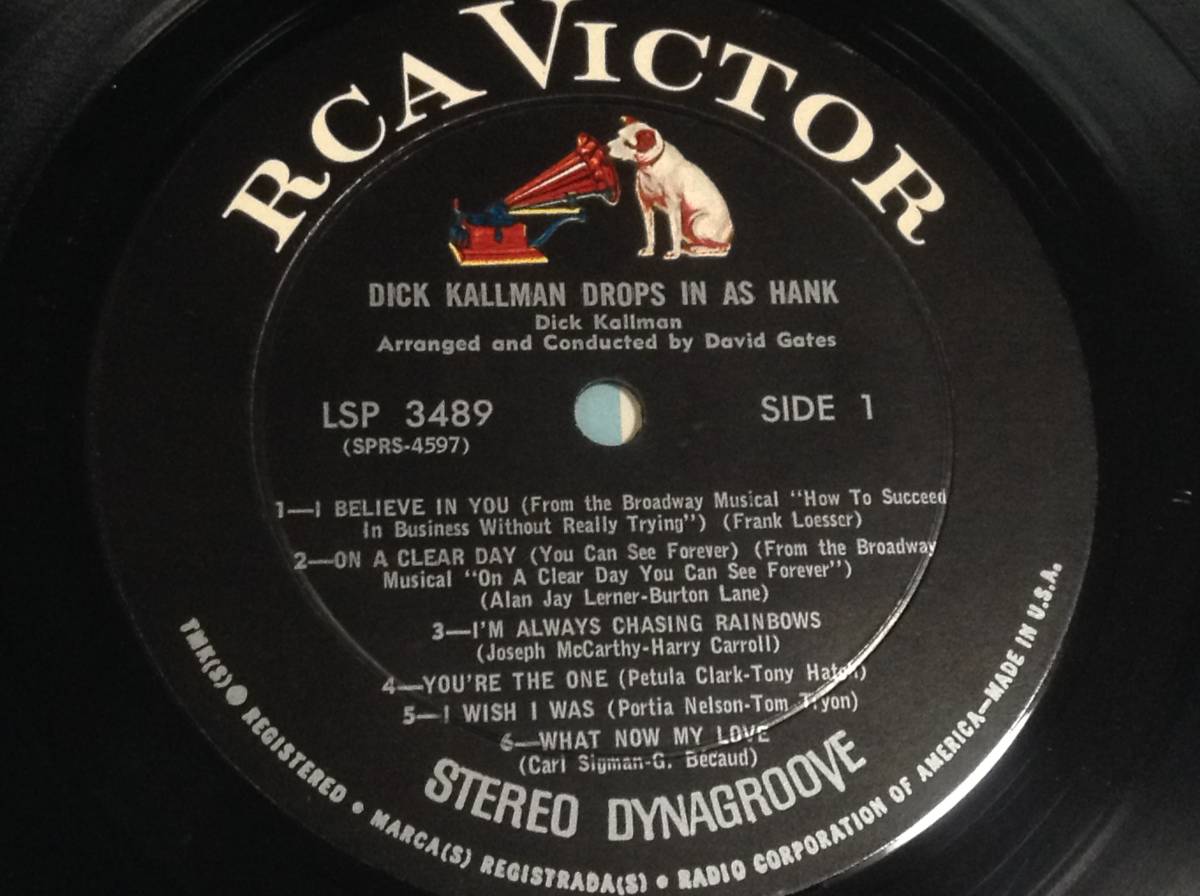 RCA VICTOR
DICK KALLMAN DROPS IN AS HANK
Dick Kallman
Arranged and Conducted by David Gates
LSP 3489
(SPRS-4597)
SIDE 1
1—I BELIEVE IN YOU (From the Broadway Musical "How To Succeed
In Business Without Really Trying") (Frank Loesser)
2—ON A CLEAR DAY (You Can See Forever) (From the Broadway
Musical "On A Clear Day You Can See Forever")
(Alan Jay Lerner-Burton Lane)
3—I'M ALWAYS CHASING RAINBOWS
(Joseph McCarthy-Harry Carroll)
4—YOU'RE THE ONE (Petula Clark-Tony Hatch)
5—I WISH I WAS (Portia Nelson-Tom Tryon)
6—WHAT NOW MY LOVE
(Carl Sigman-G. Becaud)
STEREO DYNAGROOVE
TMK(S) ● REGISTERED • MARCA(S) REGISTRADA(S) • RADIO CORPORATION OF AMERICA—MADE IN U.S.A.